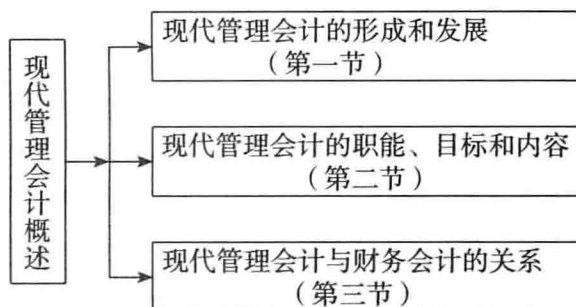 现代管理会计概述
现代管理会计的形成和发展
（第一节）
现代管理会计的职能、目标和内容
（第二节）
现代管理会计与财务会计的关系
（第三节）